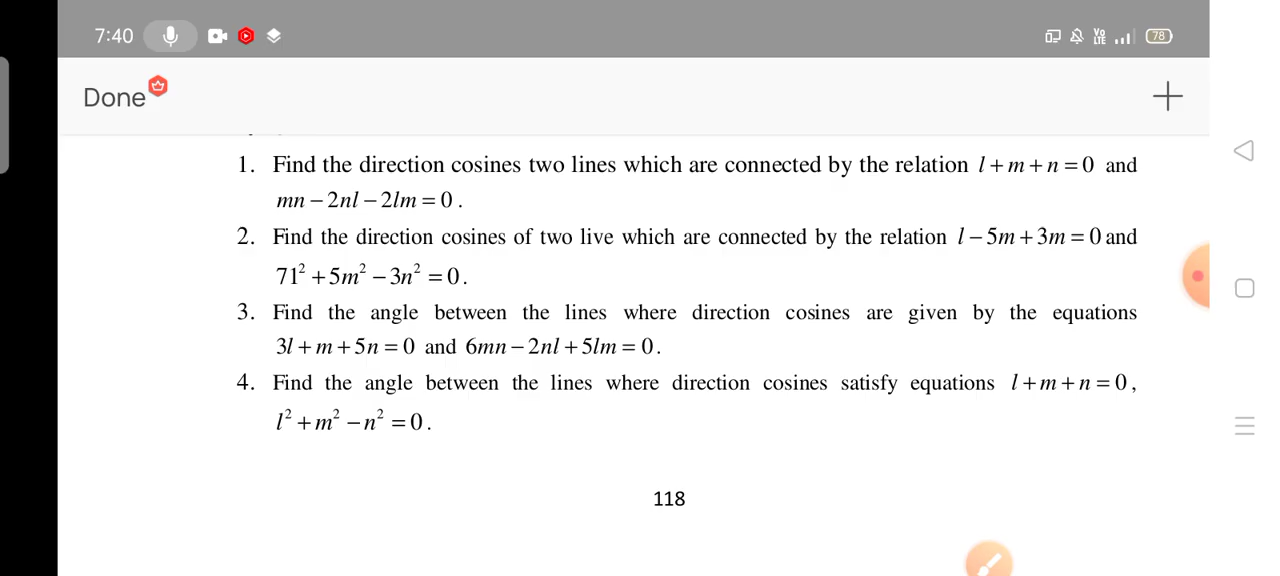 7:40
Vo LTE
78
Done
1. Find the direction cosines two lines which are connected by the relation l + m + n = 0 and
mn − 2nl − 2lm = 0 .
2. Find the direction cosines of two live which are connected by the relation l − 5m + 3m = 0 and
71² + 5m² − 3n² = 0 .
3. Find the angle between the lines where direction cosines are given by the equations
3l + m + 5n = 0 and 6mn − 2nl + 5lm = 0 .
4. Find the angle between the lines where direction cosines satisfy equations l + m + n = 0 ,
l² + m² − n² = 0 .
118